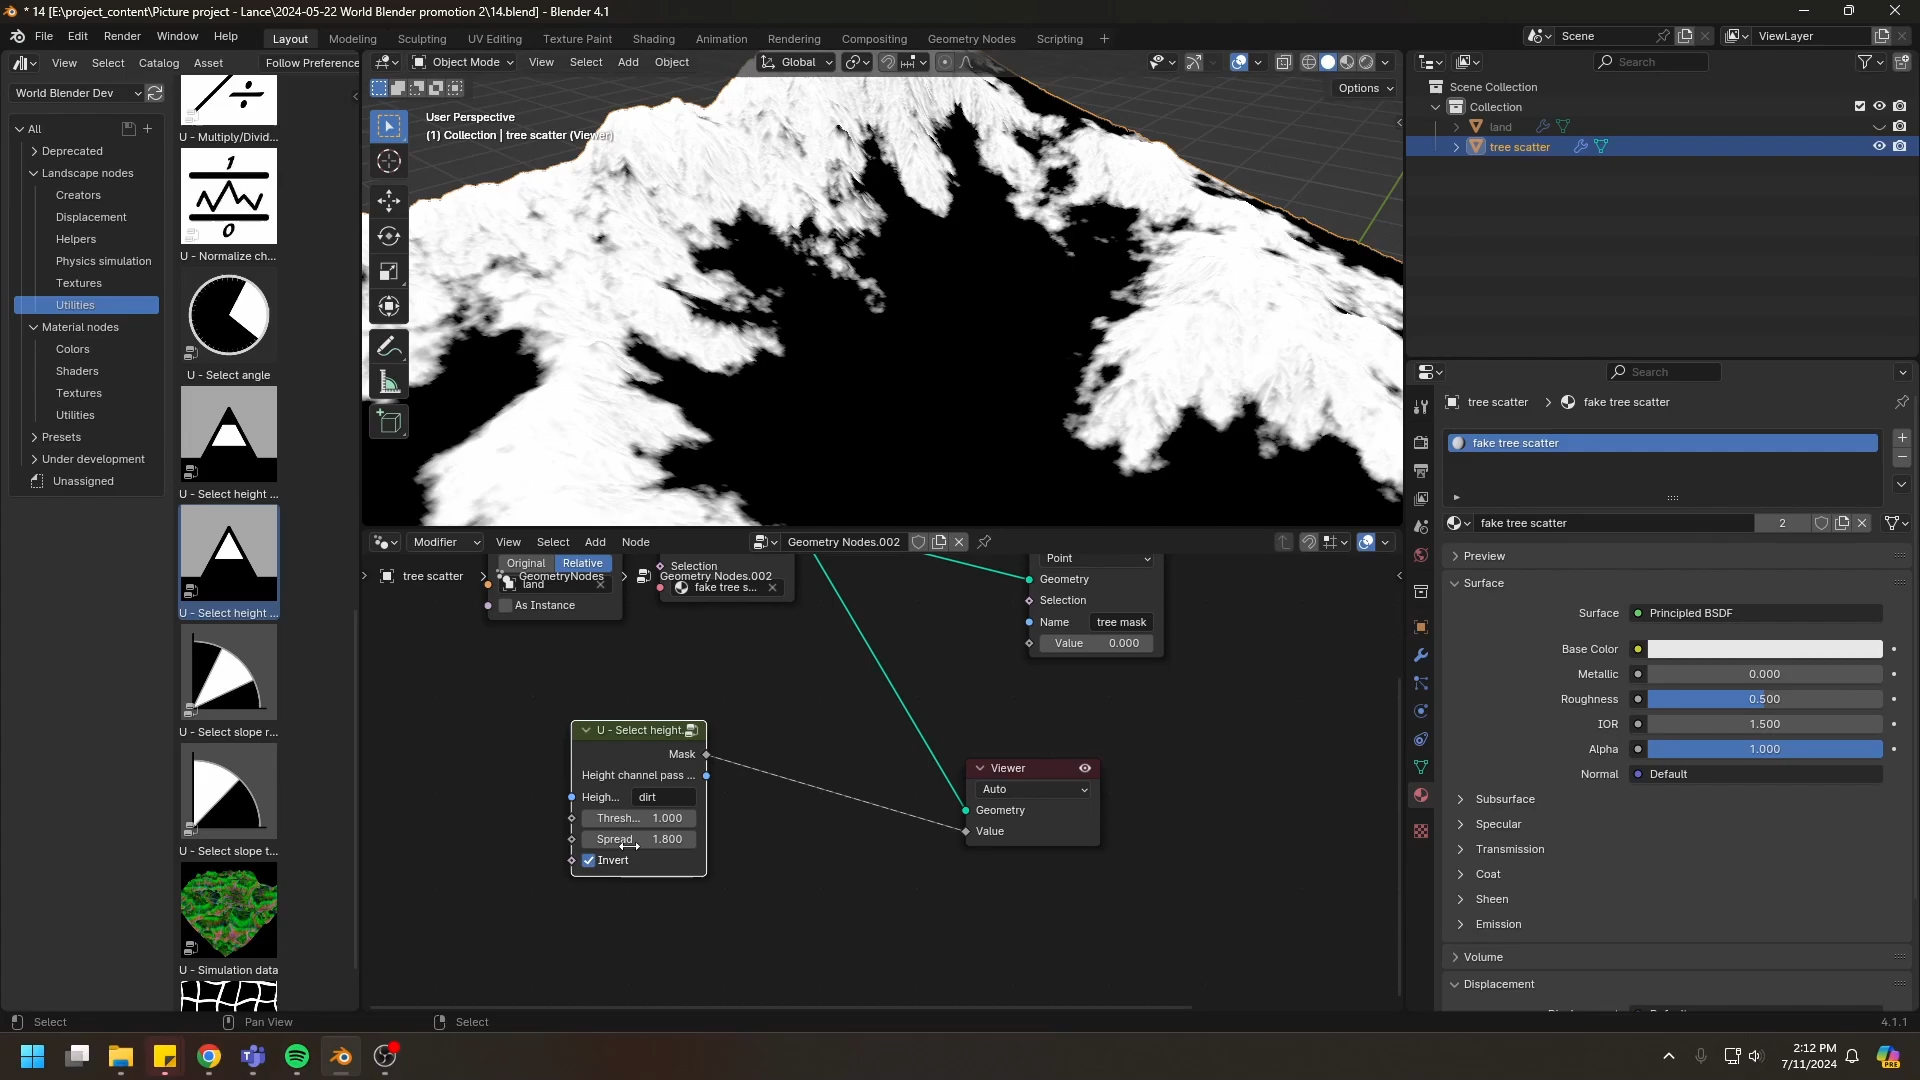 * 14 [E:\project_content\Picture project - Lance\2024-05-22 World Blender promotion 2\14.blend] - Blender 4.1
File Edit Render Window Help
Layout Modeling Sculpting UV Editing Texture Paint Shading Animation Rendering Compositing Geometry Nodes Scripting +
Scene
ViewLayer
View Select Catalog Asset
Follow Preference
World Blender Dev
All
Deprecated
Landscape nodes
Creators
Displacement
Helpers
Physics simulation
Textures
Utilities
Material nodes
Colors
Shaders
Textures
Utilities
Presets
Under development
Unassigned
U - Multiply/Divid...
1
0
U - Normalize ch...
U - Select angle
U - Select height ...
U - Select height ...
U - Select slope r...
U - Select slope t...
U - Simulation data
Object Mode View Select Add Object
Global
Options
User Perspective
(1) Collection | tree scatter (Viewer)
Modifier View Select Add Node
Geometry Nodes.002
tree scatter
GeometryNodes
Geometry Nodes.002
Original Relative
land
As Instance
Selection
fake tree s...
Point
Geometry
Selection
Name tree mask
Value 0.000
U - Select height...
Mask
Height channel pass ...
Heigh... dirt
Thresh... 1.000
Spread 1.800
Invert
Viewer
Auto
Geometry
Value
Search
Scene Collection
Collection
land
tree scatter
Search
tree scatter
fake tree scatter
fake tree scatter
fake tree scatter
2
Preview
Surface
Surface Principled BSDF
Base Color
Metallic 0.000
Roughness 0.500
IOR 1.500
Alpha 1.000
Normal Default
Subsurface
Specular
Transmission
Coat
Sheen
Emission
Volume
Displacement
Select
Pan View
Select
4.1.1
2:12 PM
7/11/2024
PRE